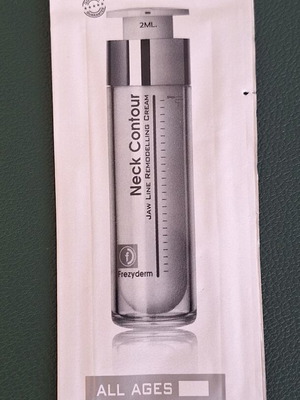 2ML.
Neck Contour
JAW LINE REMODELLING CREAM
Frezyderm
ALL AGES